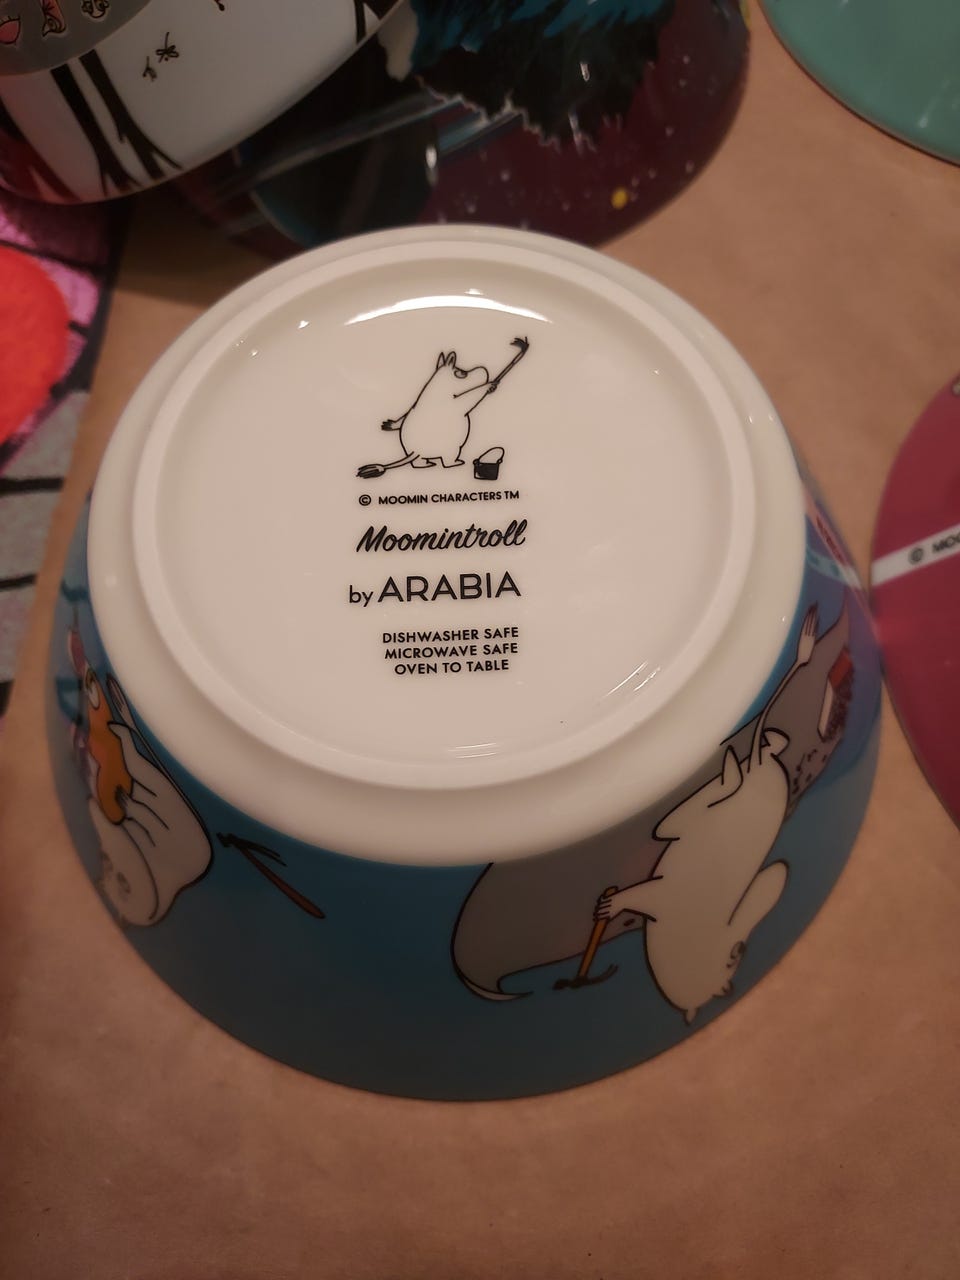 © MOOMIN CHARACTERS TM
Moomintroll
by ARABIA
DISHWASHER SAFE
MICROWAVE SAFE
OVEN TO TABLE
©